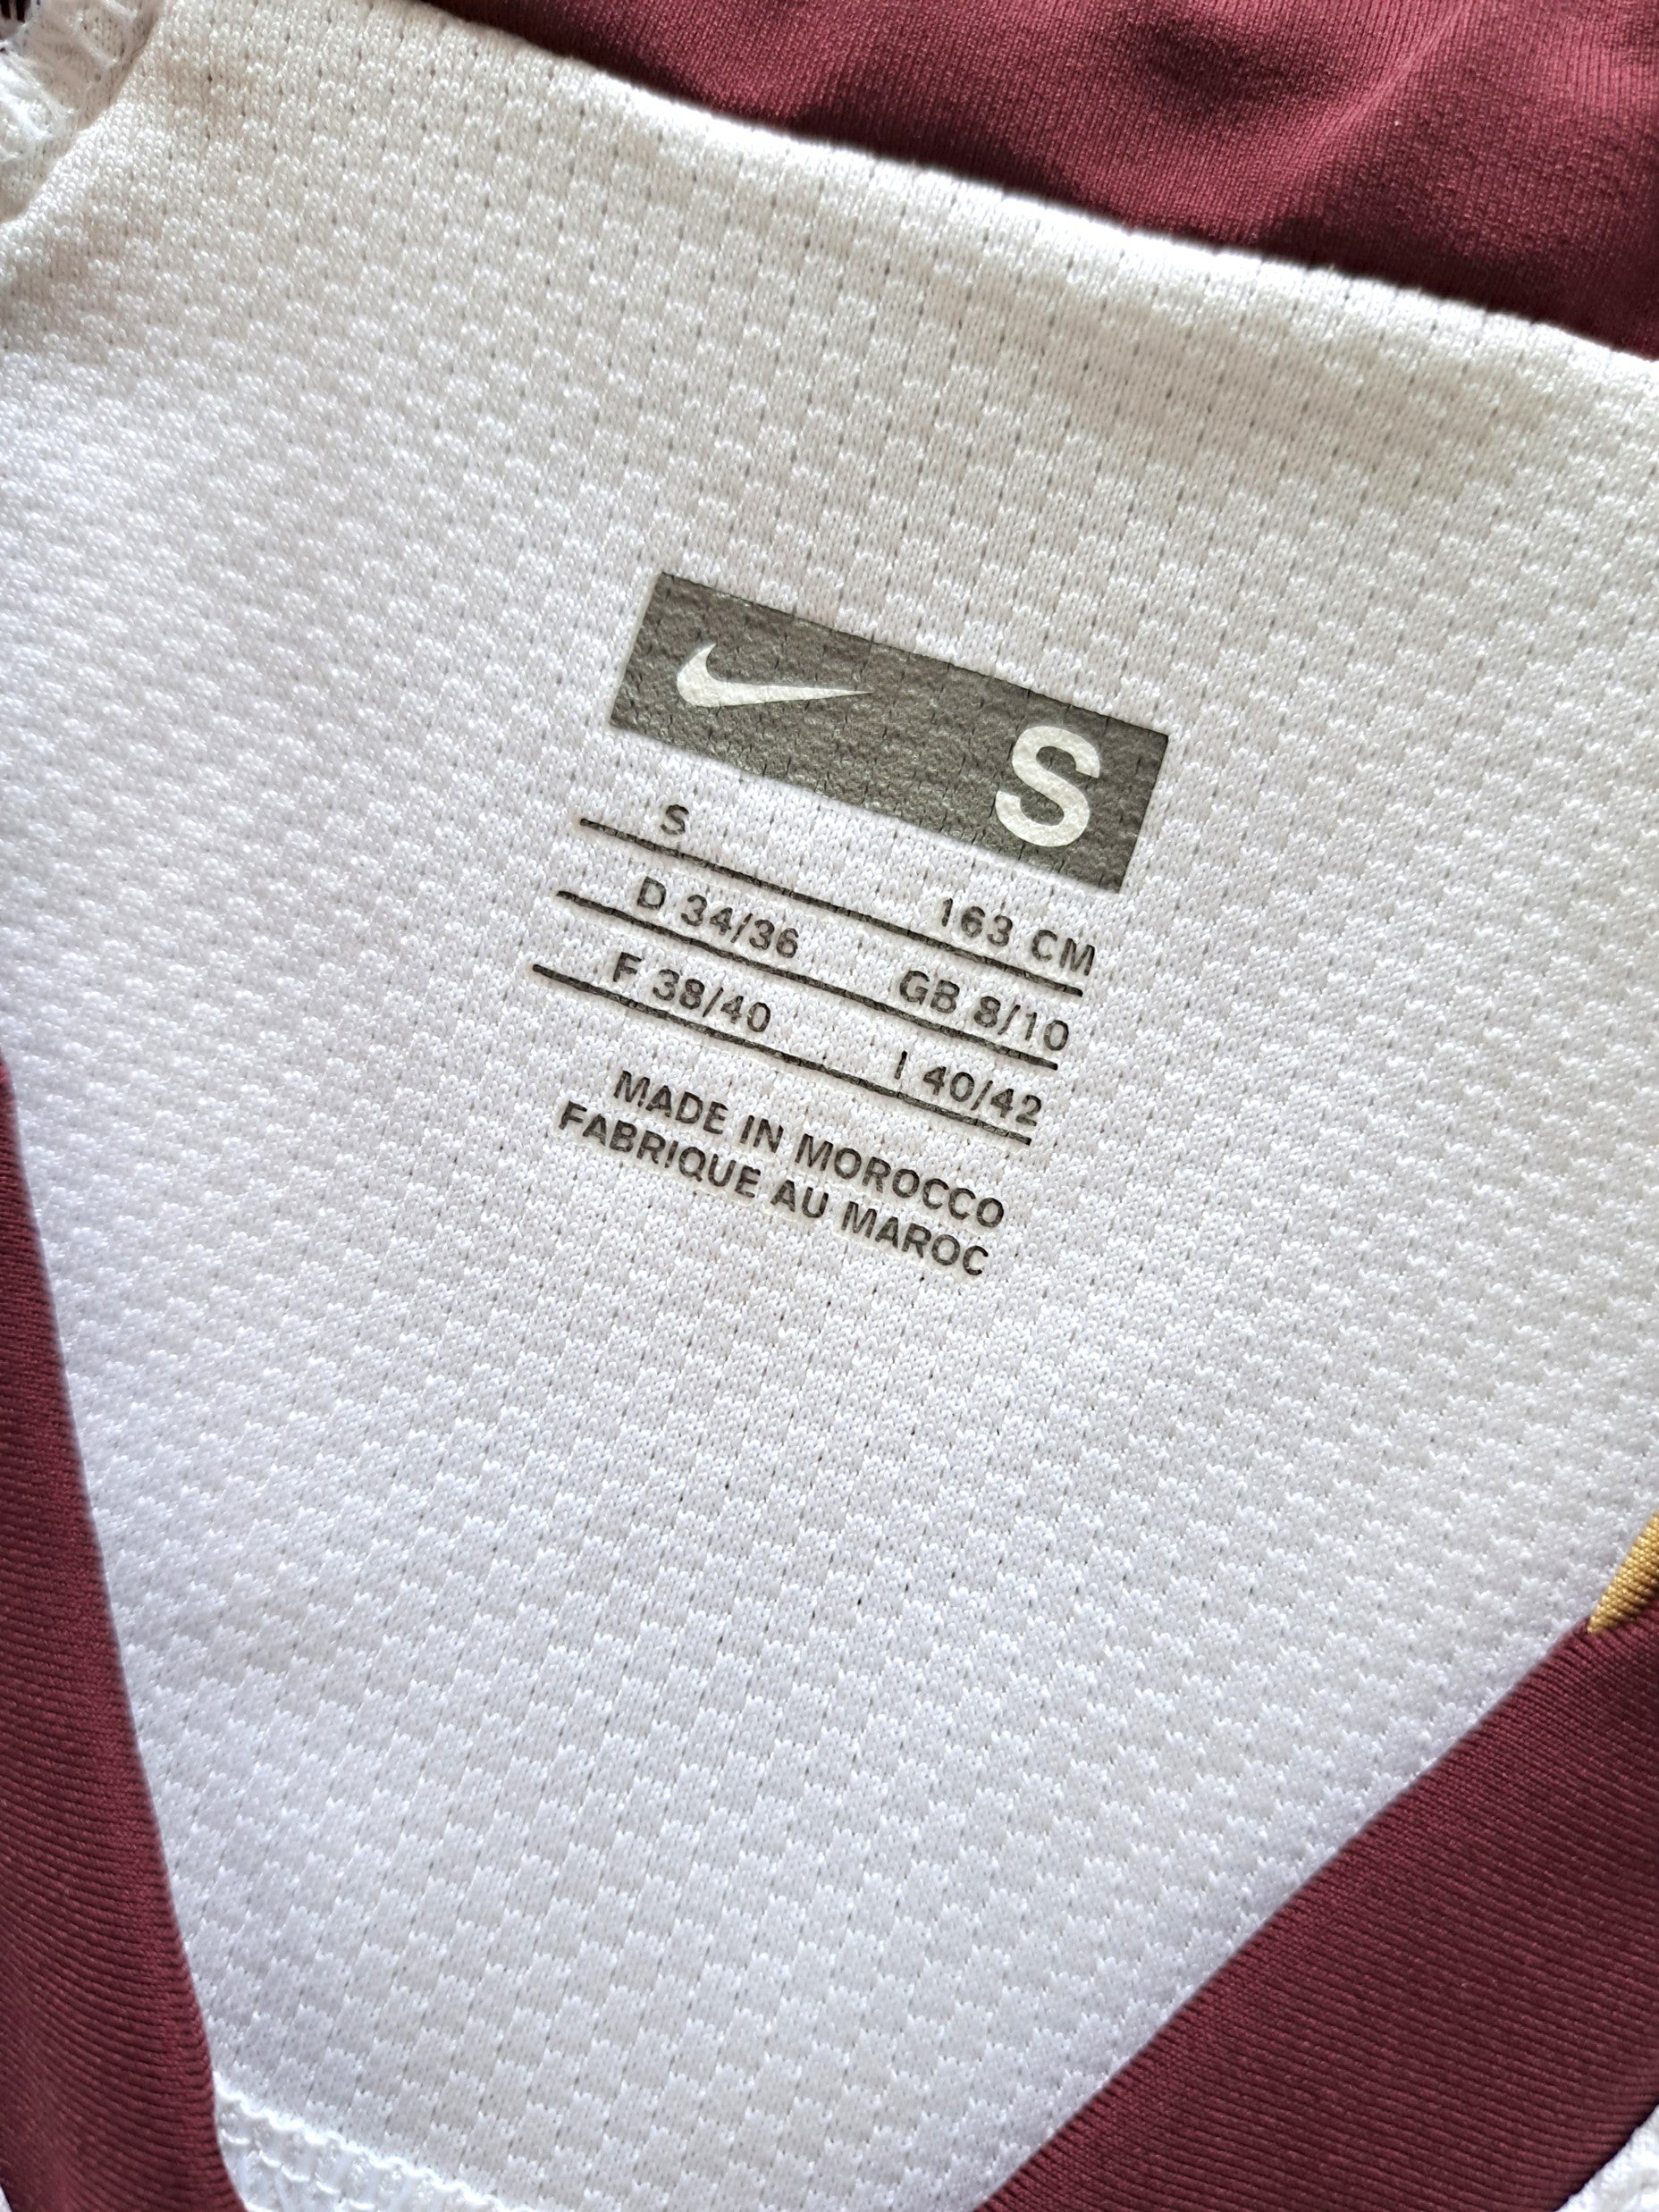 S
S 163 CM
D 34/36 GB 8/10
F 38/40 I 40/42
MADE IN MOROCCO
FABRIQUE AU MAROC